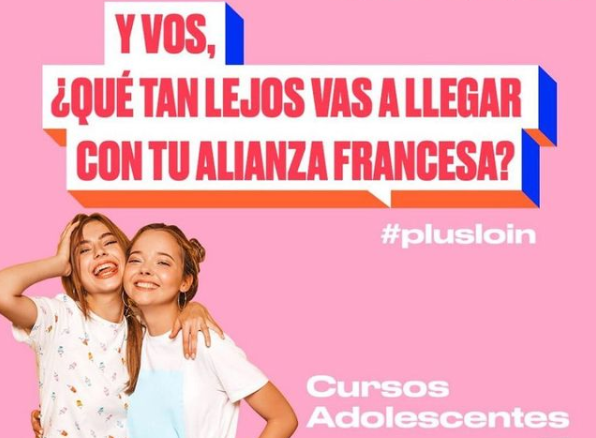 Y VOS,
¿QUÉ TAN LEJOS VAS A LLEGAR
CON TU ALIANZA FRANCESA?
#plusloin
Cursos
Adolescentes